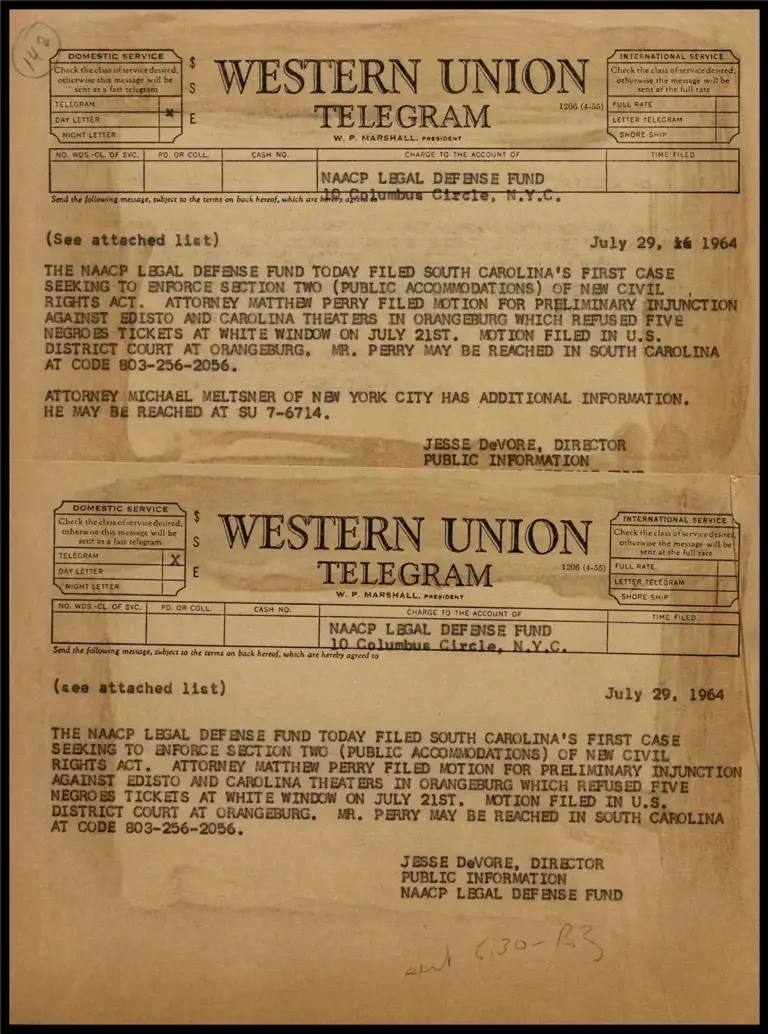 142
DOMESTIC SERVICE
Check the class of service desired;
otherwise this message will be
sent as a fast telegram
TELEGRAM
DAY LETTER
NIGHT LETTER
x
$
S
E
WESTERN UNION
TELEGRAM
1206 (4-55)
W. P. MARSHALL, PRESIDENT
INTERNATIONAL SERVICE
Check the class of service desired;
otherwise the message will be
sent at the full rate
FULL RATE
LETTER TELEGRAM
SHORE-SHIP
NO. WDS.-CL. OF SVC. PD. OR COLL. CASH NO. CHARGE TO THE ACCOUNT OF TIME FILED
NAACP LEGAL DEFENSE FUND
10 Columbus Circle, N.Y.C.
Send the following message, subject to the terms on back hereof, which are hereby agreed to
(See attached list) July 29, 1964
THE NAACP LEGAL DEFENSE FUND TODAY FILED SOUTH CAROLINA'S FIRST CASE
SEEKING TO ENFORCE SECTION TWO (PUBLIC ACCOMMODATIONS) OF NEW CIVIL
RIGHTS ACT. ATTORNEY MATTHEW PERRY FILED MOTION FOR PRELIMINARY INJUNCTION
AGAINST EDISTO AND CAROLINA THEATERS IN ORANGEBURG WHICH REFUSED FIVE
NEGROES TICKETS AT WHITE WINDOW ON JULY 21ST. MOTION FILED IN U.S.
DISTRICT COURT AT ORANGEBURG. MR. PERRY MAY BE REACHED IN SOUTH CAROLINA
AT CODE 803-256-2056.
ATTORNEY MICHAEL MELTSNER OF NEW YORK CITY HAS ADDITIONAL INFORMATION.
HE MAY BE REACHED AT SU 7-6714.
JESSE DeVORE, DIRECTOR
PUBLIC INFORMATION
DOMESTIC SERVICE
Check the class of service desired;
otherwise this message will be
sent as a fast telegram
TELEGRAM
DAY LETTER
NIGHT LETTER
X
$
S
E
WESTERN UNION
TELEGRAM
1206 (4-55)
W. P. MARSHALL, PRESIDENT
INTERNATIONAL SERVICE
Check the class of service desired;
otherwise the message will be
sent at the full rate
FULL RATE
LETTER TELEGRAM
SHORE-SHIP
NO. WDS.-CL. OF SVC. PD. OR COLL. CASH NO. CHARGE TO THE ACCOUNT OF TIME FILED
NAACP LEGAL DEFENSE FUND
10 Columbus Circle, N.Y.C.
Send the following message, subject to the terms on back hereof, which are hereby agreed to
(see attached list) July 29, 1964
THE NAACP LEGAL DEFENSE FUND TODAY FILED SOUTH CAROLINA'S FIRST CASE
SEEKING TO ENFORCE SECTION TWO (PUBLIC ACCOMMODATIONS) OF NEW CIVIL
RIGHTS ACT. ATTORNEY MATTHEW PERRY FILED MOTION FOR PRELIMINARY INJUNCTION
AGAINST EDISTO AND CAROLINA THEATERS IN ORANGEBURG WHICH REFUSED FIVE
NEGROES TICKETS AT WHITE WINDOW ON JULY 21ST. MOTION FILED IN U.S.
DISTRICT COURT AT ORANGEBURG. MR. PERRY MAY BE REACHED IN SOUTH CAROLINA
AT CODE 803-256-2056.
JESSE DeVORE, DIRECTOR
PUBLIC INFORMATION
NAACP LEGAL DEFENSE FUND
sent 6:30-